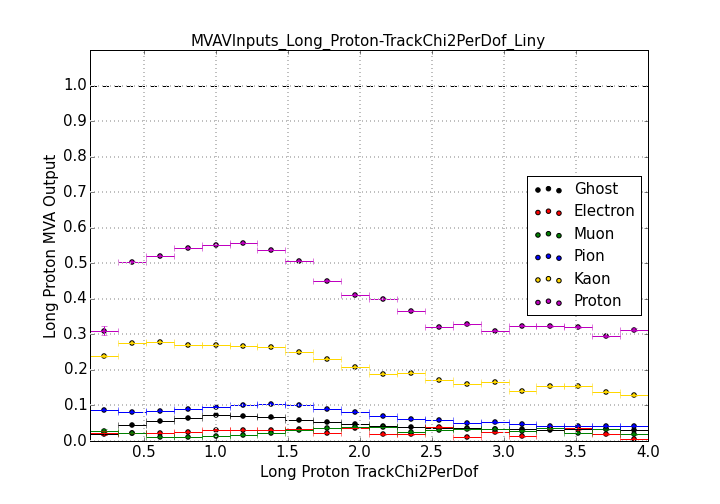 MVAVInputs_Long_Proton-TrackChi2PerDof_Liny
1.0
0.9
0.8
0.7
0.6
0.5
0.4
0.3
0.2
0.1
0.0
Long Proton MVA Output
Ghost
Electron
Muon
Pion
Kaon
Proton
0.5 1.0 1.5 2.0 2.5 3.0 3.5 4.0
Long Proton TrackChi2PerDof